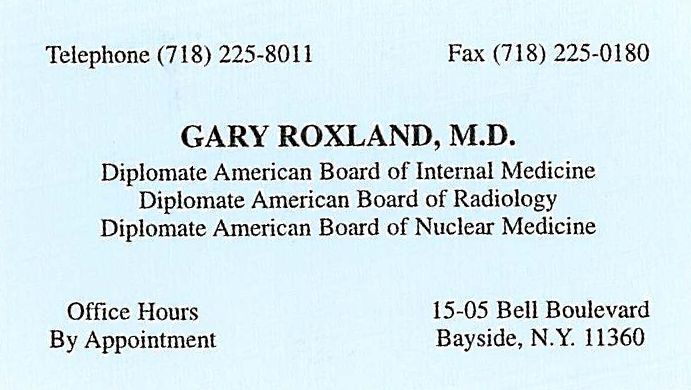 Telephone (718) 225-8011 Fax (718) 225-0180
GARY ROXLAND, M.D.
Diplomate American Board of Internal Medicine
Diplomate American Board of Radiology
Diplomate American Board of Nuclear Medicine
Office Hours 15-05 Bell Boulevard
By Appointment Bayside, N.Y. 11360